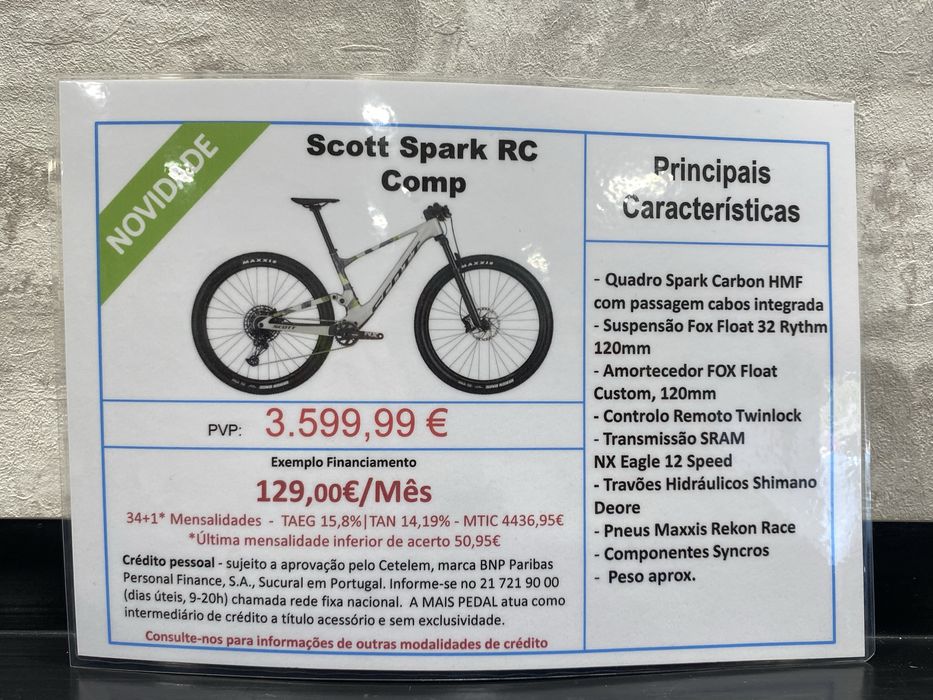 NOVIDADE
Scott Spark RC
Comp
MAXXIS
MAXXIS
SCOTT
SCOTT
PVP: 3.599,99 €
Exemplo Financiamento
129,00€/Mês
34+1* Mensalidades - TAEG 15,8%|TAN 14,19% - MTIC 4436,95€
*Última mensalidade inferior de acerto 50,95€
Crédito pessoal - sujeito a aprovação pelo Cetelem, marca BNP Paribas
Personal Finance, S.A., Sucural em Portugal. Informe-se no 21 721 90 00
(dias úteis, 9-20h) chamada rede fixa nacional. A MAIS PEDAL atua como
intermediário de crédito a título acessório e sem exclusividade.
Consulte-nos para informações de outras modalidades de crédito
Principais
Características
- Quadro Spark Carbon HMF
com passagem cabos integrada
- Suspensão Fox Float 32 Rythm
120mm
- Amortecedor FOX Float
Custom, 120mm
- Controlo Remoto Twinlock
- Transmissão SRAM
NX Eagle 12 Speed
- Travões Hidráulicos Shimano
Deore
- Pneus Maxxis Rekon Race
- Componentes Syncros
- Peso aprox.